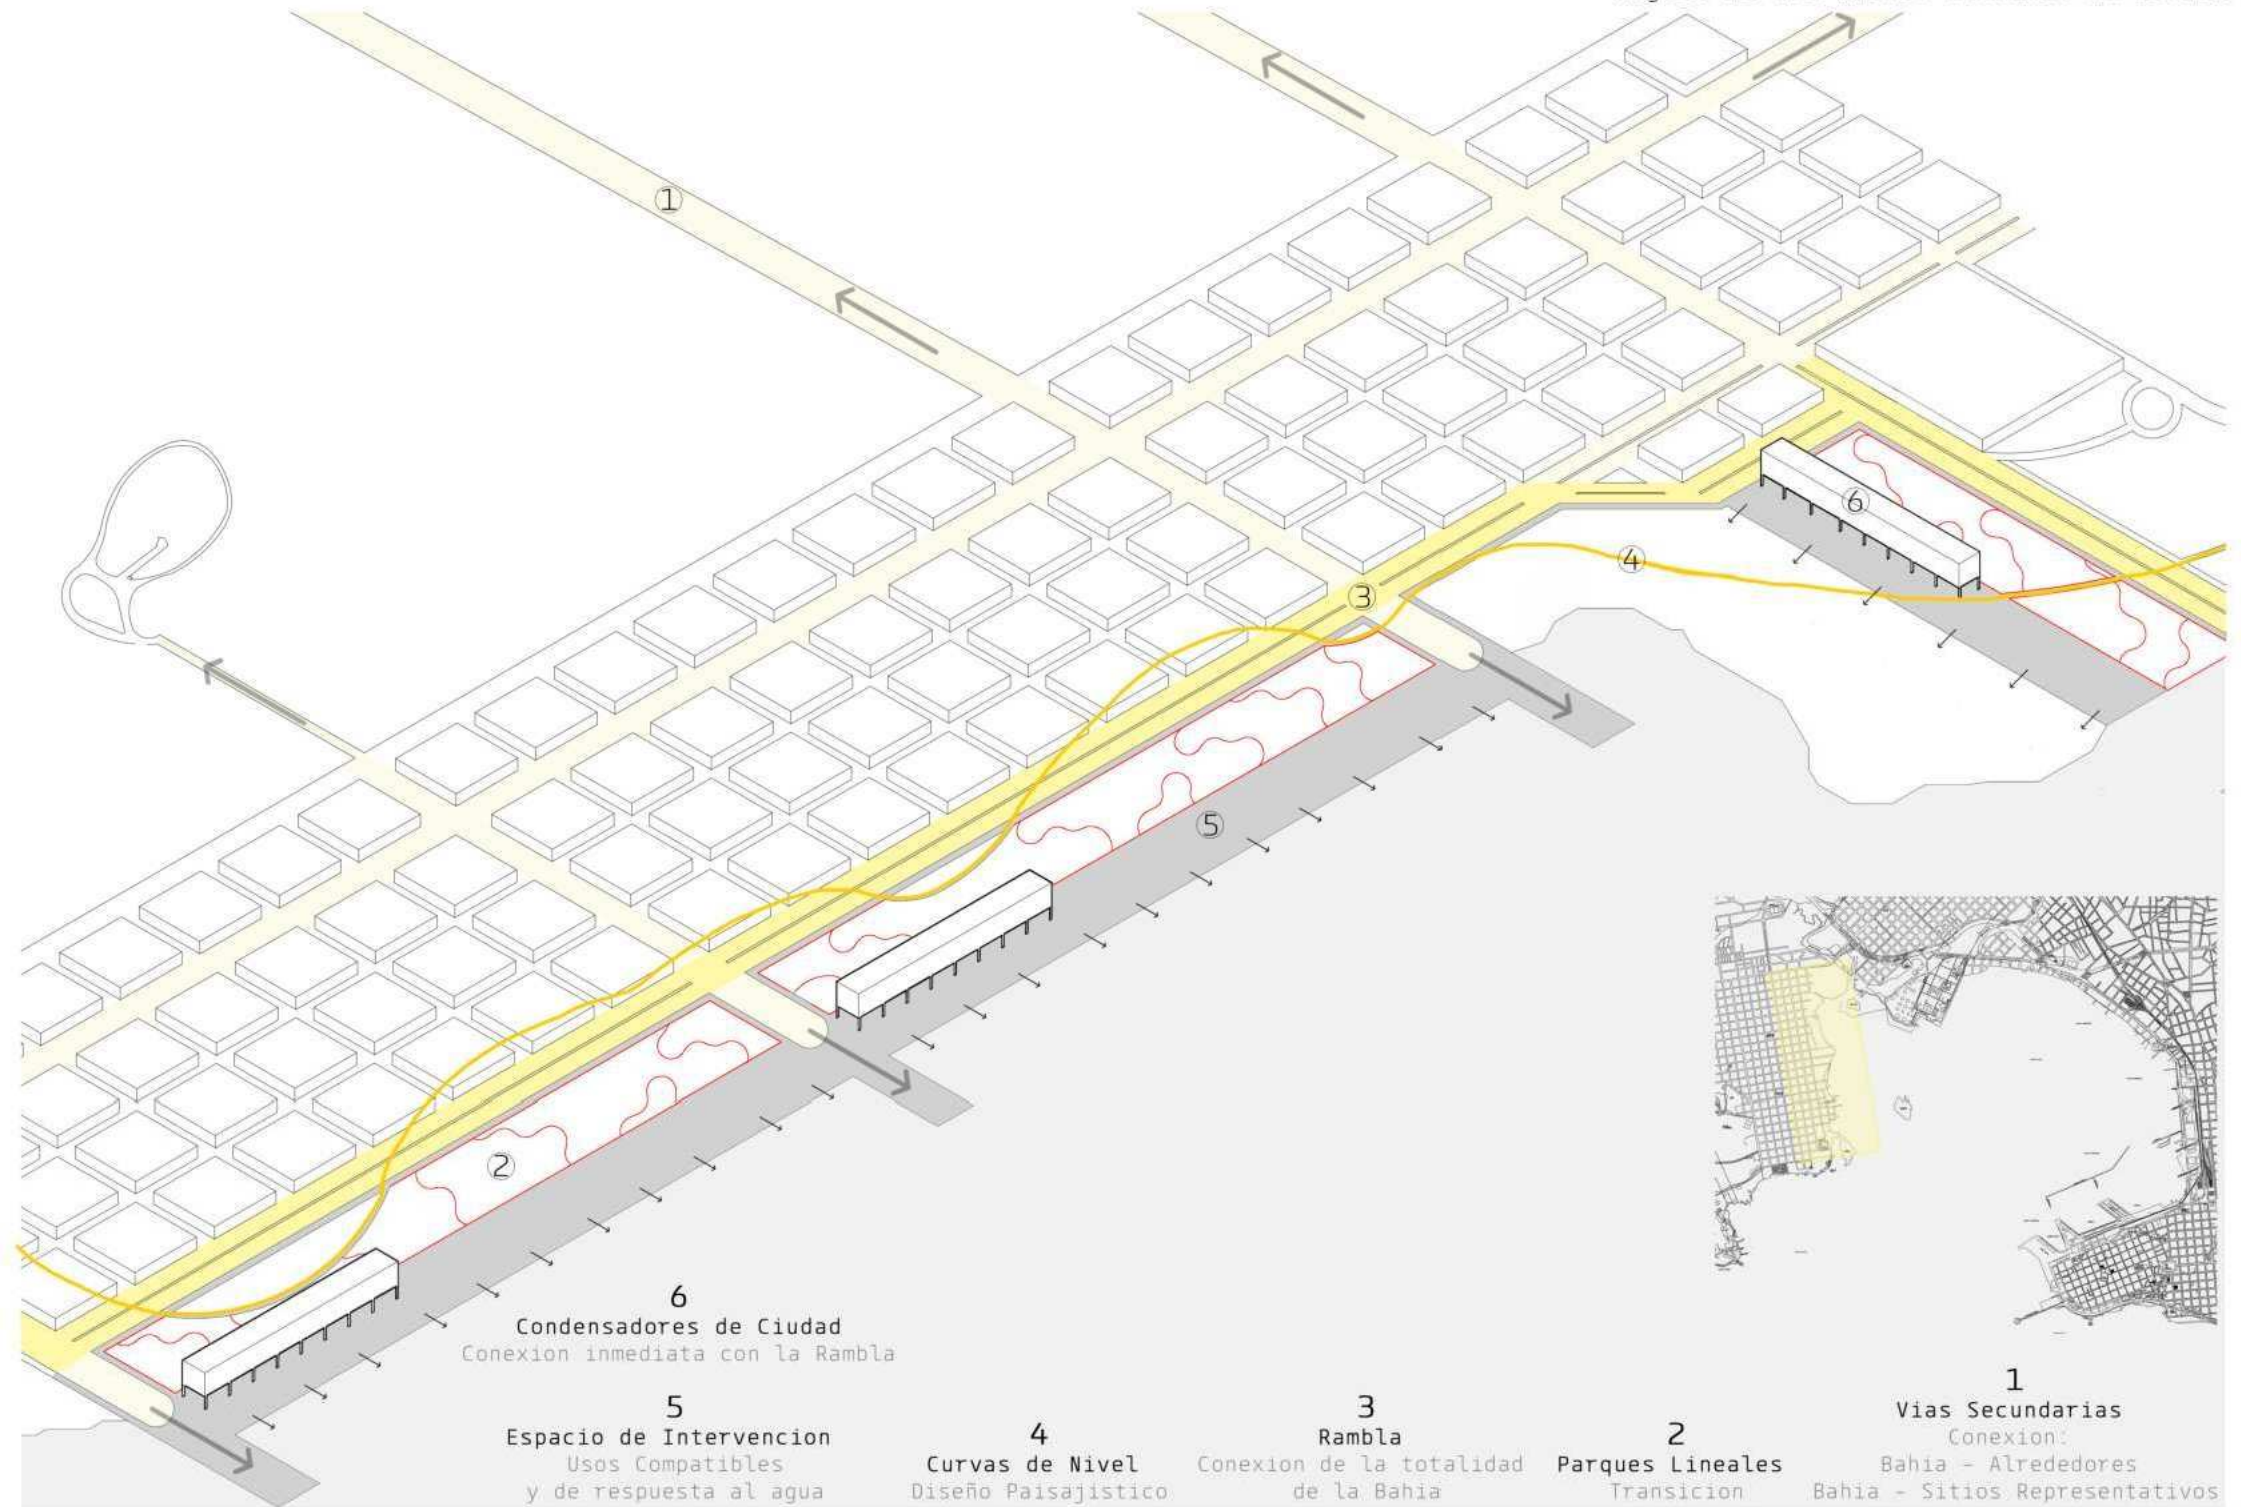 1
3
4
6
5
2
6
Condensadores de Ciudad
Conexion inmediata con la Rambla
5
Espacio de Intervencion
Usos Compatibles
y de respuesta al agua
4
Curvas de Nivel
Diseño Paisajistico
3
Rambla
Conexion de la totalidad
de la Bahia
2
Parques Lineales
Transicion
1
Vias Secundarias
Conexion:
Bahia - Alrededores
Bahia - Sitios Representativos